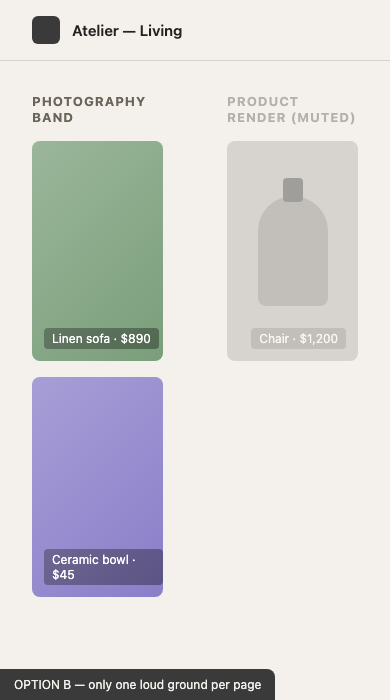 Atelier — Living
PHOTOGRAPHY
BAND
Linen sofa · $890
Ceramic bowl ·
$45
PRODUCT
RENDER (MUTED)
Chair · $1,200
OPTION B — only one loud ground per page